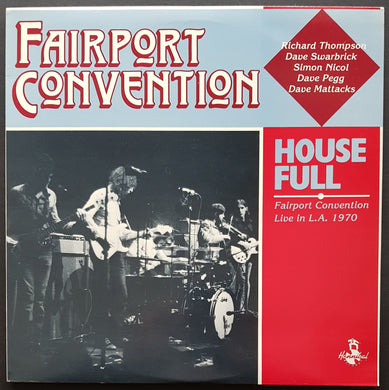 FAIRPORT
CONVENTION
Richard Thompson
Dave Swarbrick
Simon Nicol
Dave Pegg
Dave Mattacks
HOUSE
FULL
Fairport Convention
Live in L.A. 1970
Hannibal